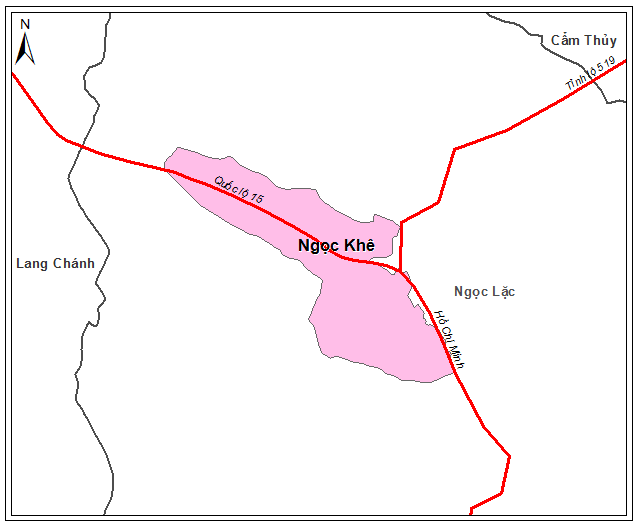 N
Cẩm Thủy
Tỉnh lộ 519
Quốc lộ 15
Ngọc Khê
Lang Chánh
Ngọc Lặc
Hồ Chí Minh